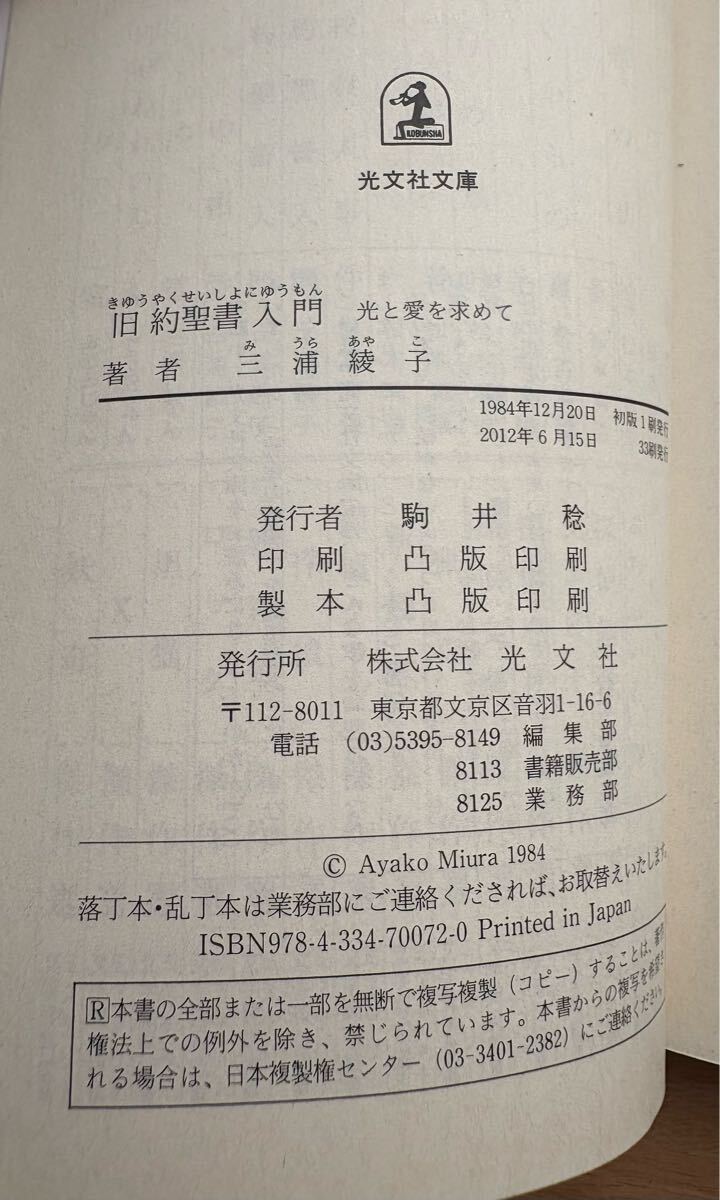 KOBUNSHA
光文社文庫
きゆうやくせいしよにゆうもん
旧約聖書入門 光と愛を求めて
み うら あや こ
著者 三浦綾子
1984年12月20日 初版1刷発行
2012年6月15日 33刷発行
発行者 駒井 稔
印刷 凸版印刷
製本 凸版印刷
発行所 株式会社 光文社
〒112-8011 東京都文京区音羽1-16-6
電話 (03)5395-8149 編集部
8113 書籍販売部
8125 業務部
© Ayako Miura 1984
落丁本・乱丁本は業務部にご連絡くだされば、お取替えいたします。
ISBN978-4-334-70072-0 Printed in Japan
R本書の全部または一部を無断で複写複製（コピー）することは、著作
権法上での例外を除き、禁じられています。本書からの複写を希望さ
れる場合は、日本複製権センター（03-3401-2382）にご連絡ください。